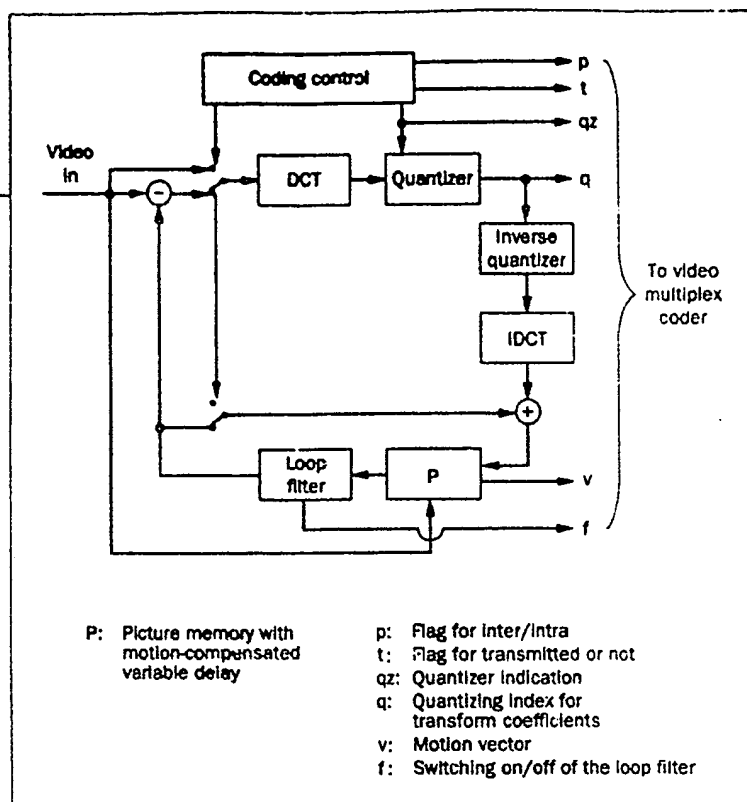 Coding control
p
t
qz
Video
in
−
DCT
Quantizer
q
Inverse
quantizer
To video
multiplex
coder
IDCT
+
Loop
filter
P
v
f
P: Picture memory with
motion-compensated
variable delay
p: Flag for inter/intra
t: Flag for transmitted or not
qz: Quantizer indication
q: Quantizing index for
transform coefficients
v: Motion vector
f: Switching on/off of the loop filter